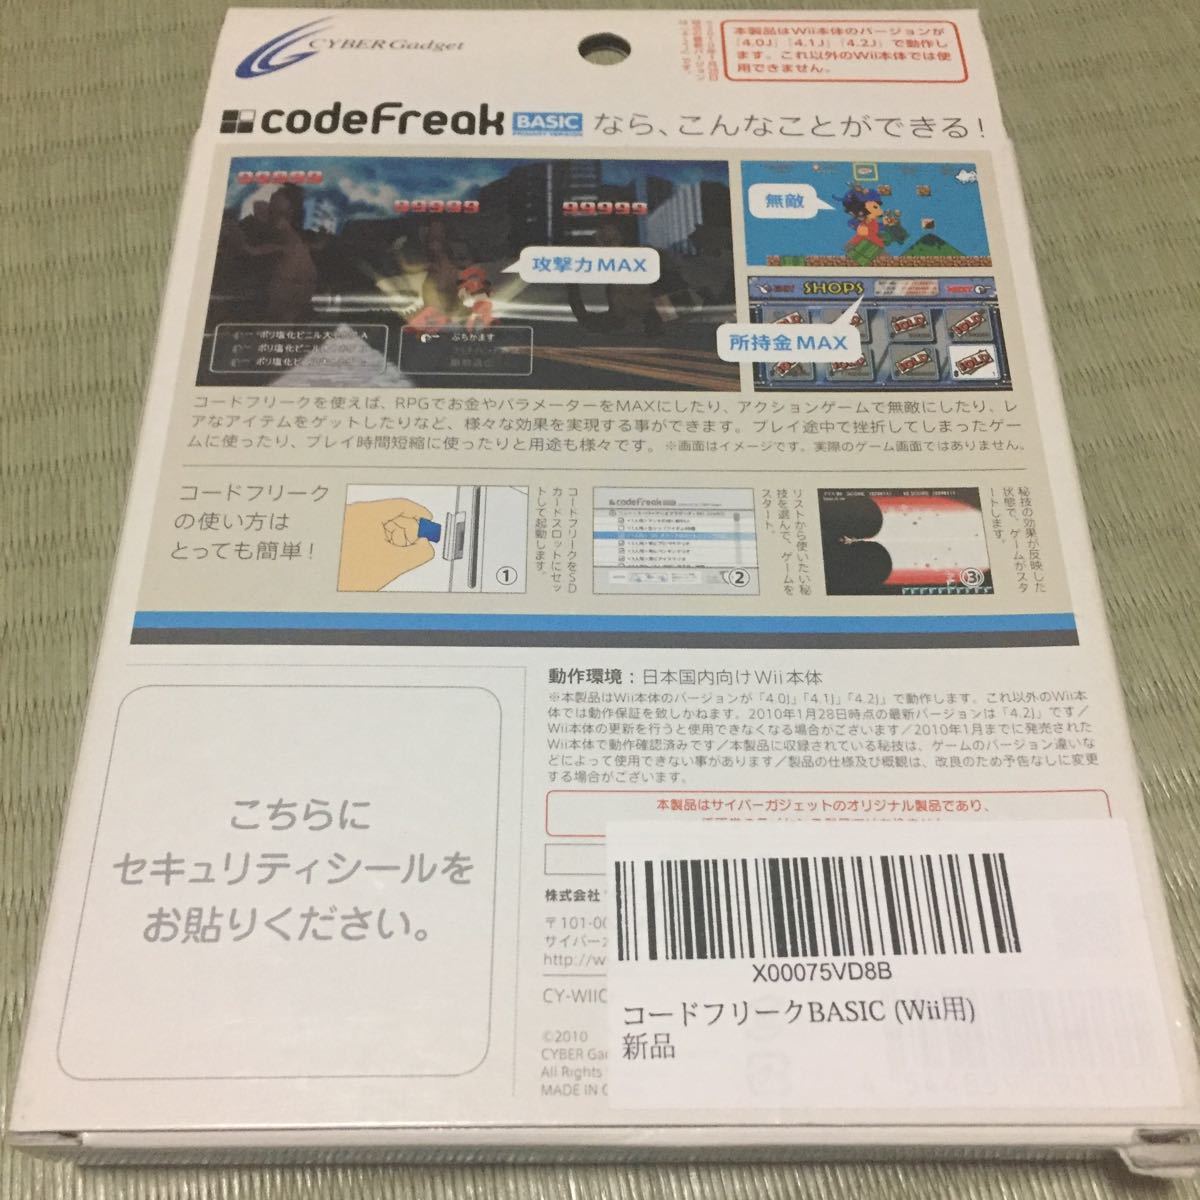 CYBER Gadget
本製品はWii本体のバージョンが
「4.0J」「4.1J」「4.2J」で動作し
ます。これ以外のWii本体では使
用できません。
codeFreak BASIC なら、こんなことができる!
99999
99999
99999
攻撃力MAX
無敵
SHOPS
所持金MAX
ぶちかます
コードフリークを使えば、RPGでお金やパラメーターをMAXにしたり、アクションゲームで無敵にしたり、レ
アなアイテムをゲットしたりなど、様々な効果を実現する事ができます。プレイ途中で挫折してしまったゲー
ムに使ったり、プレイ時間短縮に使ったりと用途も様々です。※画面はイメージです。実際のゲーム画面ではありません。
コードフリーク
の使い方は
とっても簡単!
①
コードフリークをSD
カードスロットにセッ
トして起動します。
codeFreak
②
リストから使いたい秘
技を選んで、ゲームを
スタート。
③
秘技の効果が反映した
状態で、ゲームがスタ
ートします。
動作環境:日本国内向けWii本体
※本製品はWii本体のバージョンが「4.0J」「4.1J」「4.2J」で動作します。これ以外のWii本
体では動作保証を致しかねます。2010年1月28日時点の最新バージョンは「4.2J」です/
Wii本体の更新を行うと使用できなくなる場合がございます/2010年1月までに発売された
Wii本体で動作確認済みです/本製品に収録されている秘技は、ゲームのバージョン違いな
どによって使用できない事があります/製品の仕様及び概観は、改良のため予告なしに変更
する場合がございます。
本製品はサイバーガジェットのオリジナル製品であり、
こちらに
セキュリティシールを
お貼りください。
株式会社
〒101-00
サイバー
http://w
CY-WIIC
©2010
CYBER Ga
All Rights
MADE IN C
X00075VD8B
コードフリークBASIC (Wii用)
新品